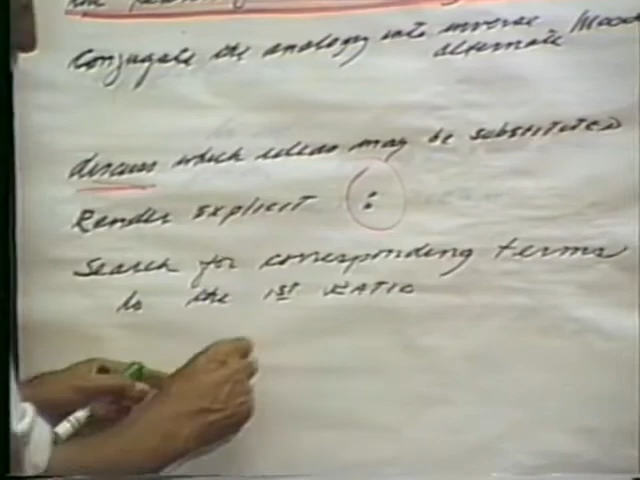 the
Conjugate the analogy into inverse
alternate
discuss which ideas may be substituted
Render Explicit :
Search for corresponding terms
to the 1st RATIO